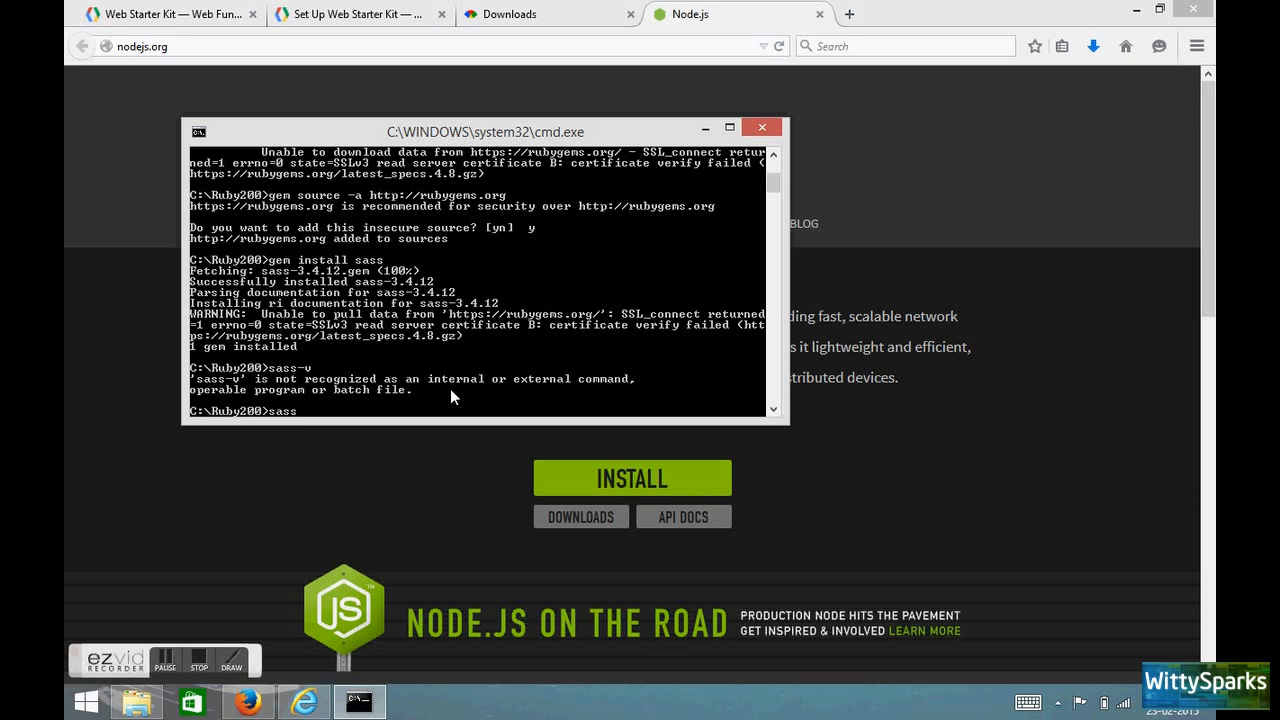 Web Starter Kit — Web Fun...
Set Up Web Starter Kit — ...
Downloads
Node.js
nodejs.org
Search
C:\WINDOWS\system32\cmd.exe
Unable to download data from https://rubygems.org/ - SSL_connect retur
ned=1 errno=0 state=SSLv3 read server certificate B: certificate verify failed (
https://rubygems.org/latest_specs.4.8.gz)
C:\Ruby200>gem source -a http://rubygems.org
https://rubygems.org is recommended for security over http://rubygems.org
Do you want to add this insecure source? [yn]  y
http://rubygems.org added to sources
C:\Ruby200>gem install sass
Fetching: sass-3.4.12.gem (100%)
Successfully installed sass-3.4.12
Parsing documentation for sass-3.4.12
Installing ri documentation for sass-3.4.12
WARNING:  Unable to pull data from 'https://rubygems.org/': SSL_connect returned
=1 errno=0 state=SSLv3 read server certificate B: certificate verify failed (htt
ps://rubygems.org/latest_specs.4.8.gz)
1 gem installed
C:\Ruby200>sass-v
'sass-v' is not recognized as an internal or external command,
operable program or batch file.
C:\Ruby200>sass
BLOG
ding fast, scalable network
s it lightweight and efficient,
stributed devices.
INSTALL
DOWNLOADS
API DOCS
JS
NODE.JS ON THE ROAD
PRODUCTION NODE HITS THE PAVEMENT
GET INSPIRED & INVOLVED LEARN MORE
ezvid
RECORDER
PAUSE
STOP
DRAW
WittySparks
23-02-2015